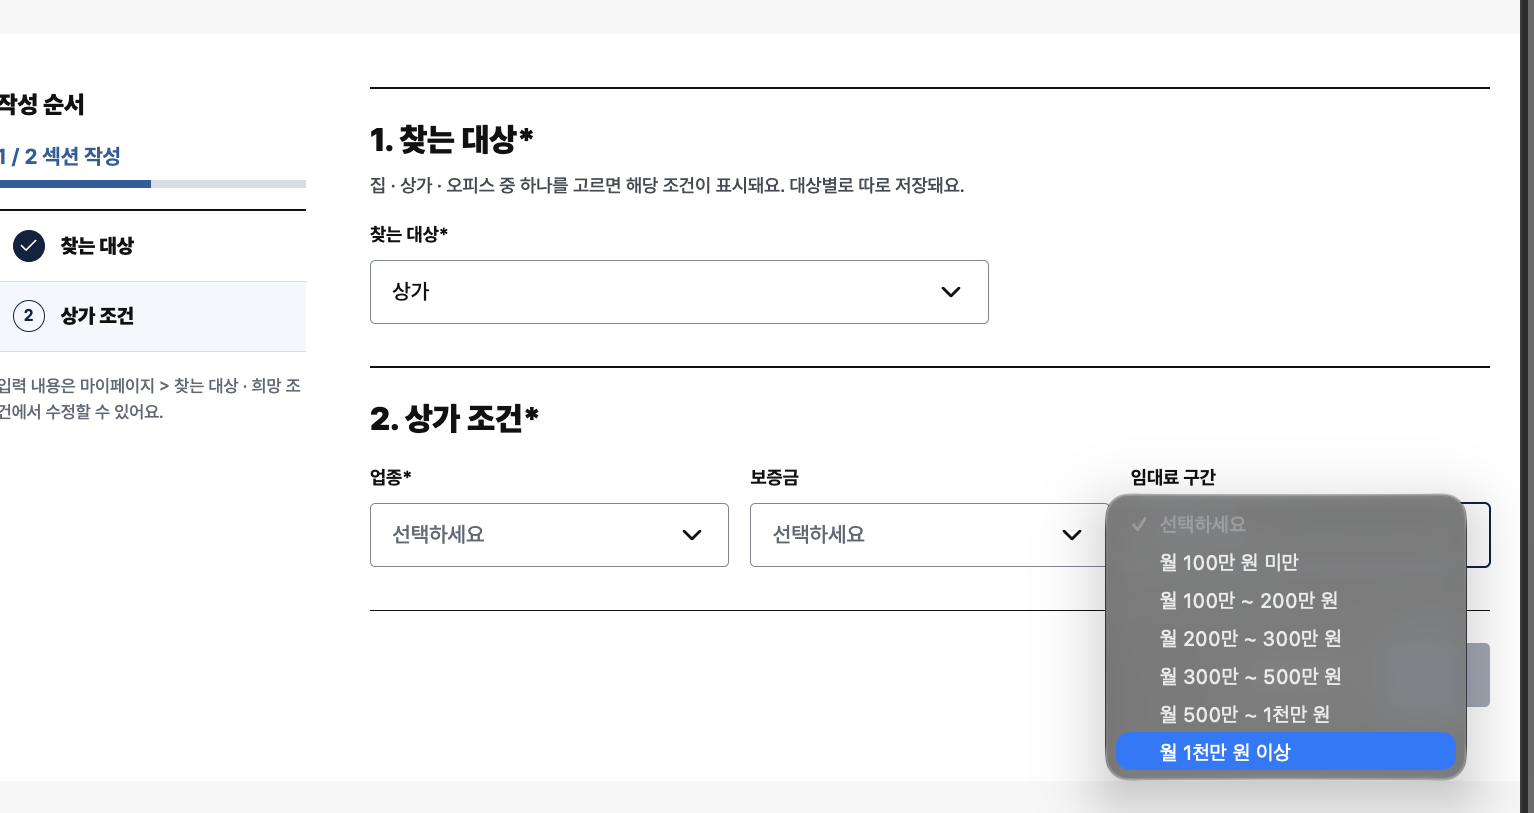 작성 순서
1 / 2 섹션 작성
찾는 대상
2 상가 조건
입력 내용은 마이페이지 > 찾는 대상 · 희망 조
건에서 수정할 수 있어요.
1. 찾는 대상*
집 · 상가 · 오피스 중 하나를 고르면 해당 조건이 표시돼요. 대상별로 따로 저장돼요.
찾는 대상*
상가
2. 상가 조건*
업종*
선택하세요
보증금
선택하세요
임대료 구간
선택하세요
월 100만 원 미만
월 100만 ~ 200만 원
월 200만 ~ 300만 원
월 300만 ~ 500만 원
월 500만 ~ 1천만 원
월 1천만 원 이상